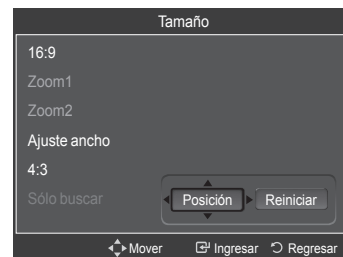 Tamaño
16:9
Zoom1
Zoom2
Ajuste ancho
4:3
Sólo buscar
Posición Reiniciar
Mover Ingresar Regresar